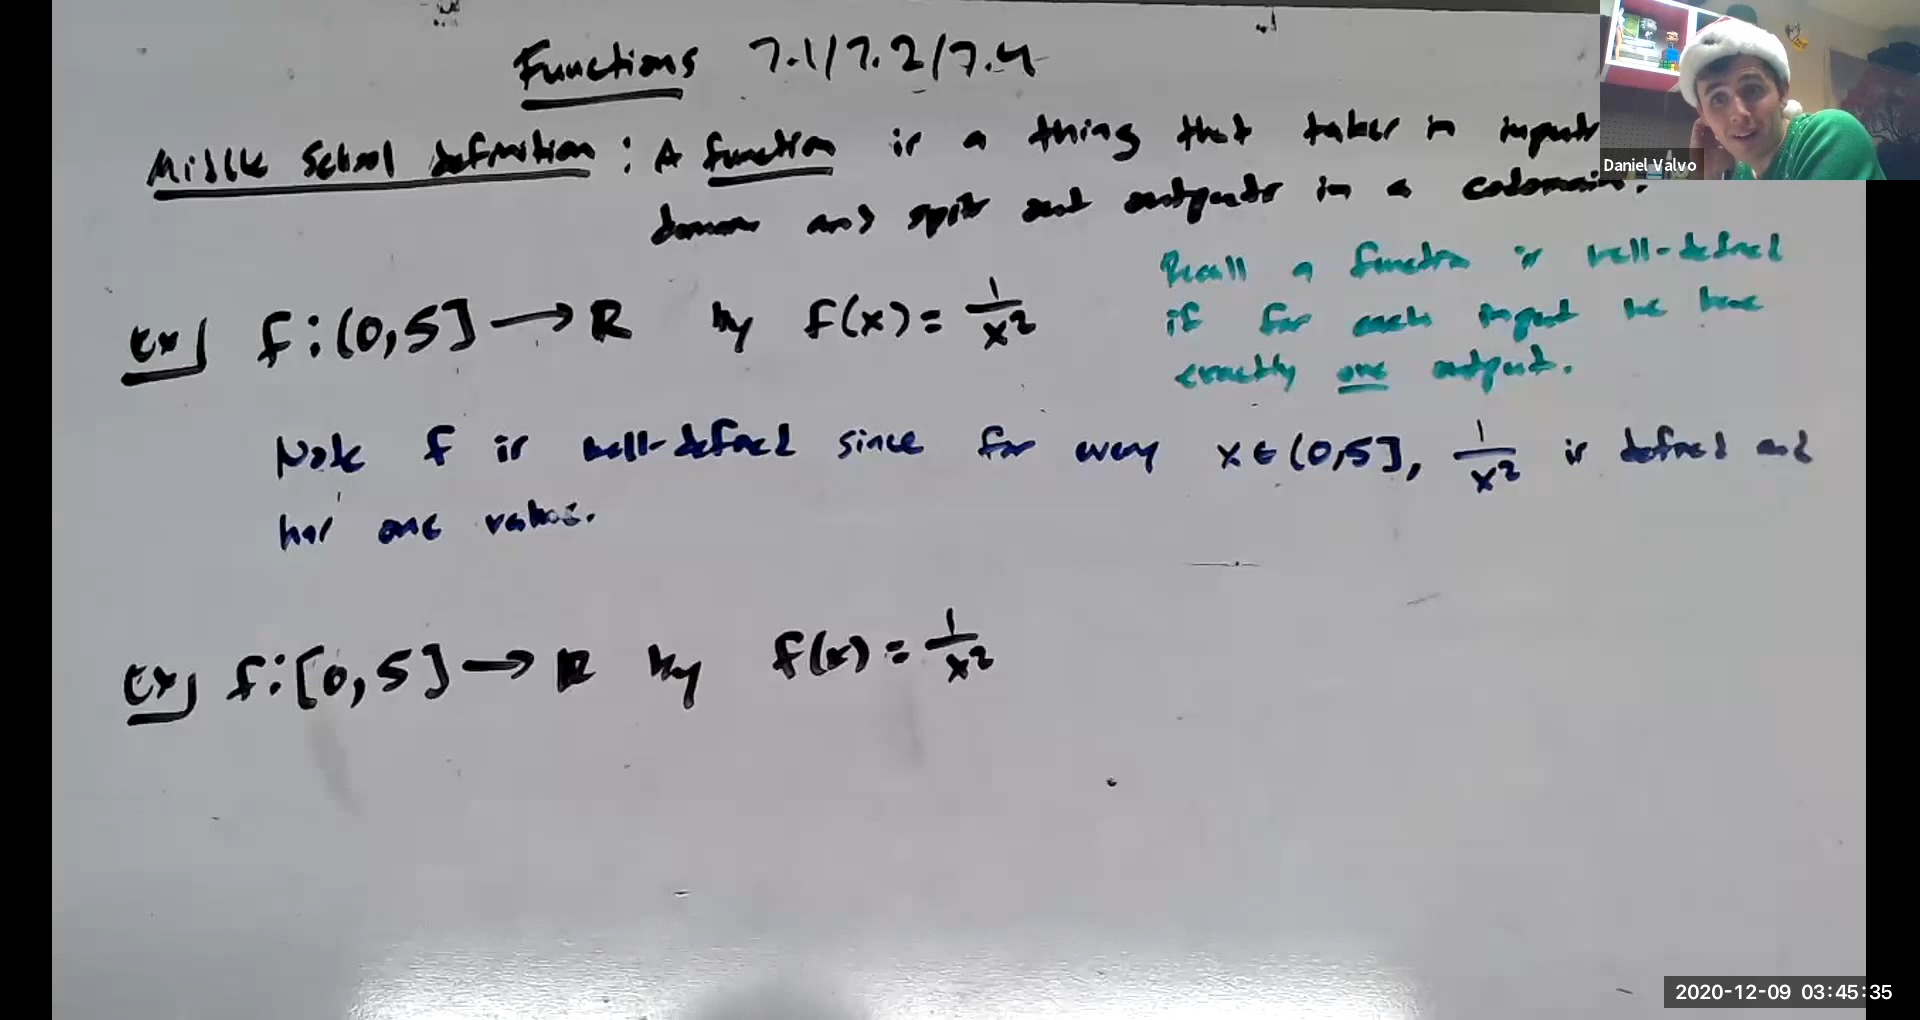 Functions 7.1/7.2/7.4
Middle School definition: A function is a thing that takes in inputs
domain and spits out outputs in a codomain.
Daniel Valvo
Recall a function is well-defined
if for each input we have
exactly one output.
Ex] f:(0,5] → ℝ by f(x) = 1/x²
Note f is well-defined since for every x ∈ (0,5], 1/x² is defined and
has one value.
Ex] f:[0,5] → ℝ by f(x) = 1/x²
2020-12-09 03:45:35